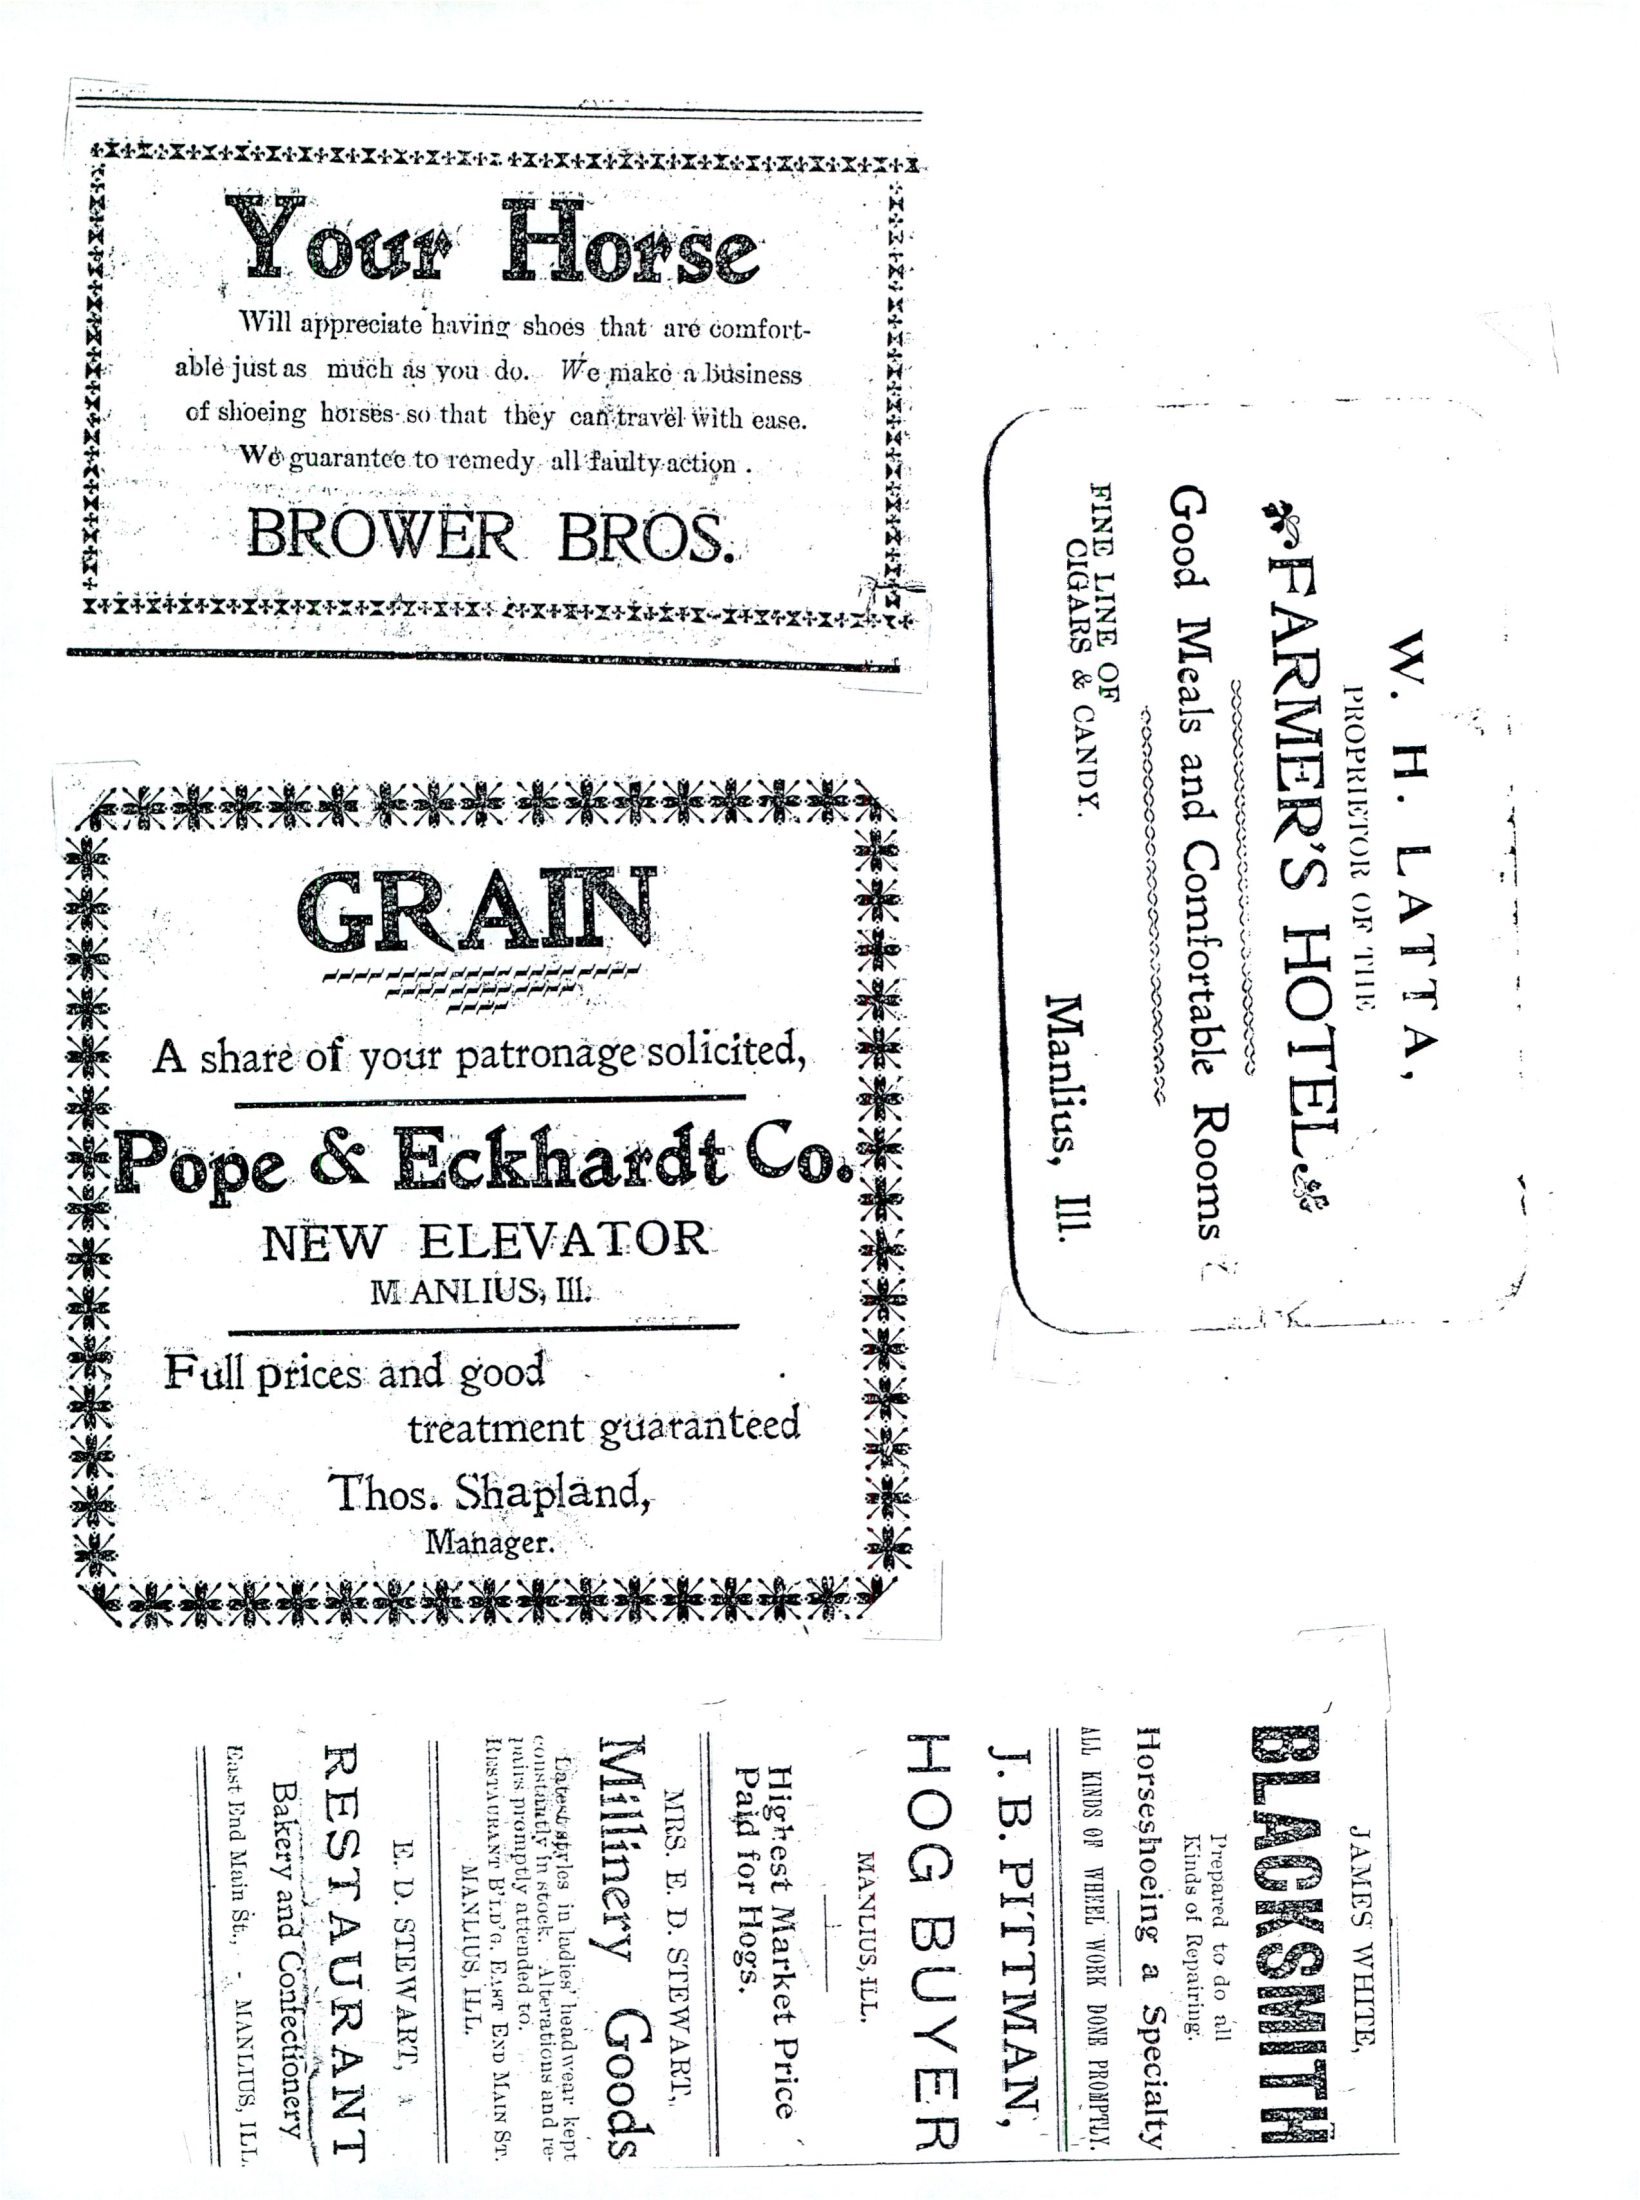 Your Horse
Will appreciate having shoes that are comfort-
able just as much as you do. We make a business
of shoeing horses so that they can travel with ease.
We guarantee to remedy all faulty action.
BROWER BROS.
GRAIN
A share of your patronage solicited,
Pope & Eckhardt Co.
NEW ELEVATOR
MANLIUS, Ill.
Full prices and good
treatment guaranteed
Thos. Shapland,
Manager.
W. H. LATTA,
PROPRIETOR OF THE
FARMER'S HOTEL
Good Meals and Comfortable Rooms
FINE LINE OF
CIGARS & CANDY.
Manlius, Ill.
JAMES WHITE,
BLACKSMITH
Prepared to do all
Kinds of Repairing.
Horseshoeing a Specialty
ALL KINDS OF WHEEL WORK DONE PROMPTLY.
J. B. PITTMAN,
HOG BUYER
MANLIUS, ILL.
Highest Market Price
Paid for Hogs.
MRS. E. D. STEWART,
Millinery Goods
Latest styles in ladies' headwear kept
constantly in stock. Alterations and re-
pairs promptly attended to.
RESTAURANT B'LD'G. EAST END MAIN ST.
MANLIUS, ILL.
E. D. STEWART,
RESTAURANT
Bakery and Confectionery
East End Main St., - MANLIUS, ILL.